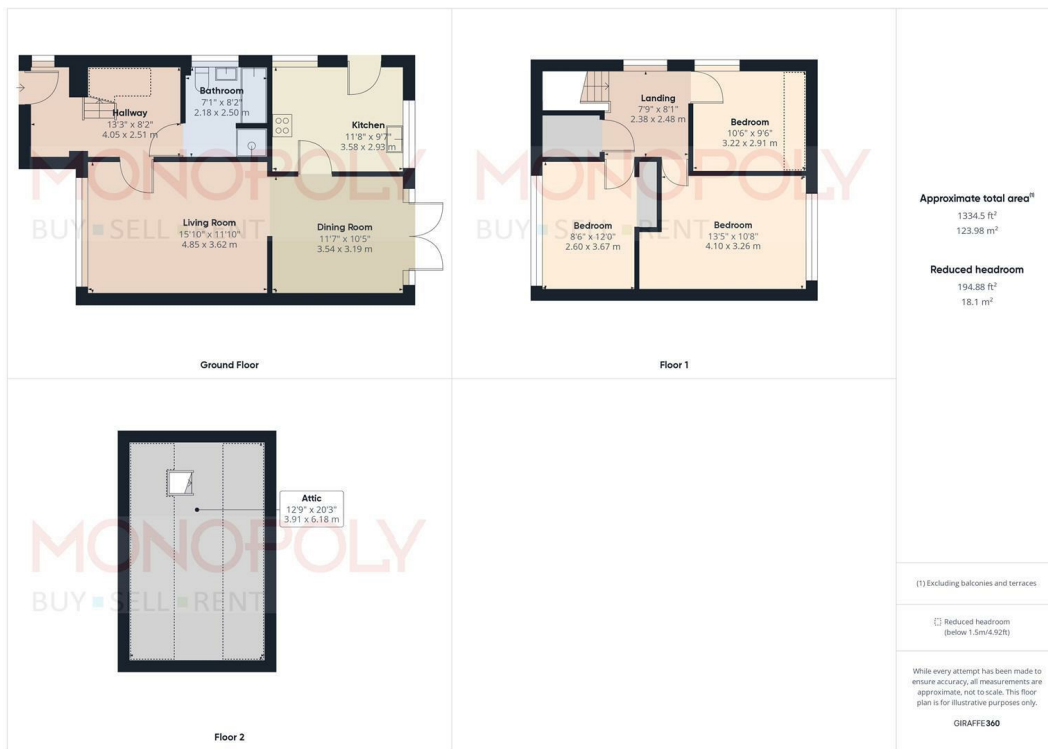 Bathroom
7'1" x 8'2"
2.18 x 2.50 m
Hallway
13'3" x 8'2"
4.05 x 2.51 m
Kitchen
11'8" x 9'7"
3.58 x 2.93 m
MONOPOLY
BUY SELL RENT
Living Room
15'10" x 11'10"
4.85 x 3.62 m
Dining Room
11'7" x 10'5"
3.54 x 3.19 m
Ground Floor
Landing
7'9" x 8'1"
2.38 x 2.48 m
Bedroom
10'6" x 9'6"
3.22 x 2.91 m
MONOPOLY
BUY SELL RENT
Bedroom
8'6" x 12'0"
2.60 x 3.67 m
Bedroom
13'5" x 10'8"
4.10 x 3.26 m
Floor 1
Attic
12'9" x 20'3"
3.91 x 6.18 m
MONOPOLY
BUY SELL RENT
Floor 2
Approximate total area(1)
1334.5 ft²
123.98 m²
Reduced headroom
194.88 ft²
18.1 m²
(1) Excluding balconies and terraces
Reduced headroom
(below 1.5m/4.92ft)
While every attempt has been made to
ensure accuracy, all measurements are
approximate, not to scale. This floor
plan is for illustrative purposes only.
GIRAFFE360